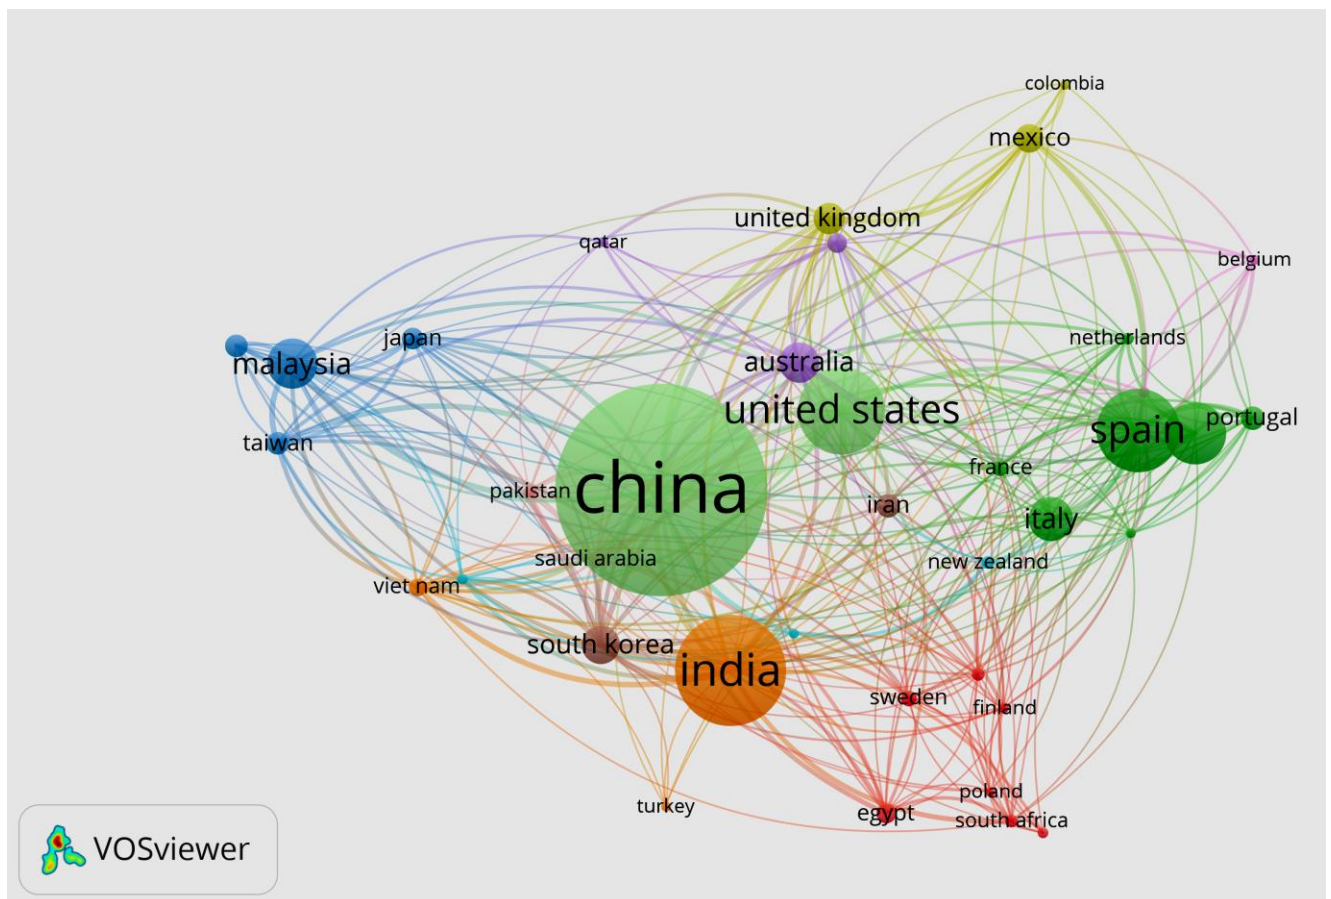 colombia
mexico
united kingdom
qatar
belgium
japan
netherlands
malaysia
australia
united states
portugal
spain
taiwan
france
pakistan
china
iran
italy
saudi arabia
new zealand
viet nam
south korea
india
sweden
finland
poland
turkey
egypt
south africa
VOSviewer